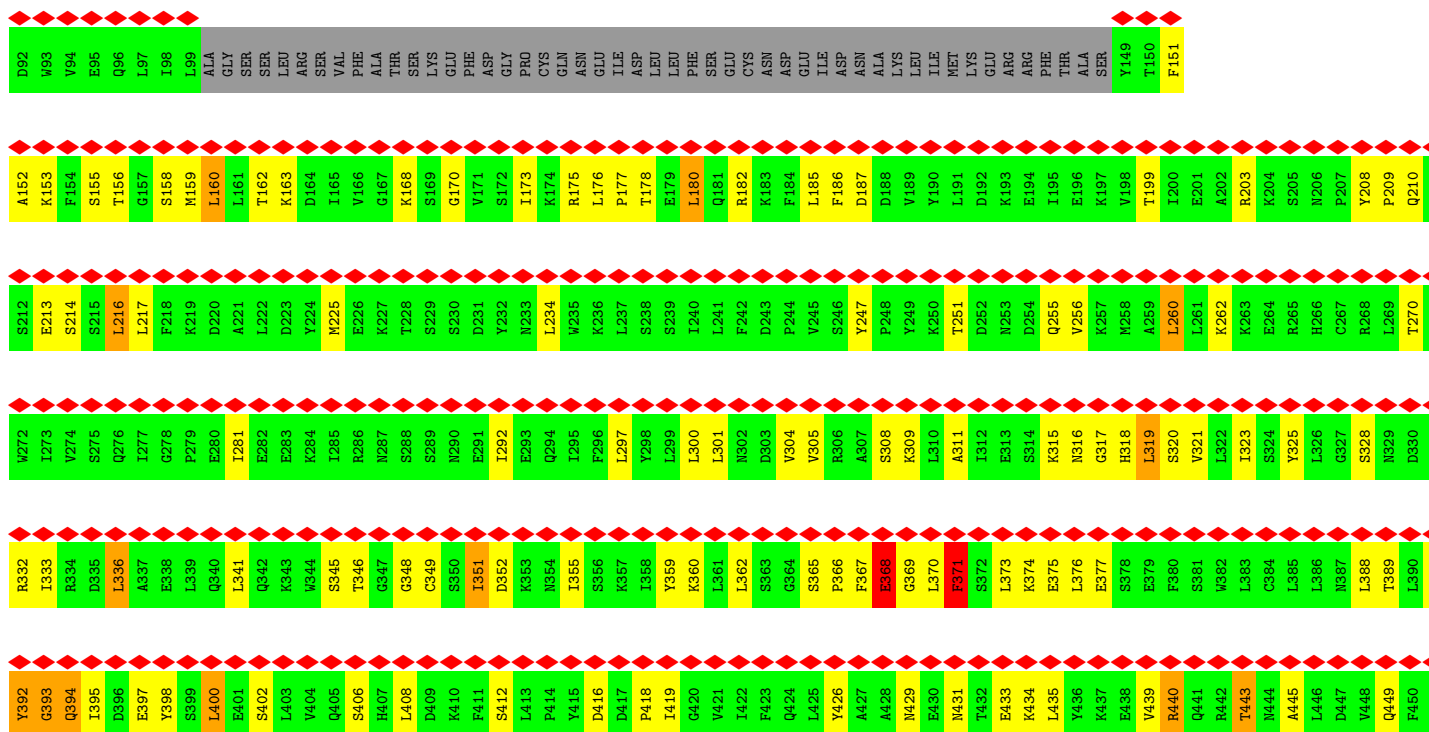 D92 W93 V94 E95 Q96 L97 I98 L99 ALA GLY SER SER LEU ARG SER VAL PHE ALA THR SER LYS GLU PHE ASP GLY PRO CYS GLN ASN GLU ILE ASP LEU LEU PHE SER GLU CYS ASN ASP GLU ILE ASP ASN ALA LYS LEU ILE MET LYS GLU ARG ARG PHE THR ALA SER Y149 T150 F151
A152 K153 F154 S155 T156 G157 S158 M159 L160 L161 T162 K163 D164 I165 V166 G167 K168 S169 G170 V171 S172 I173 K174 R175 L176 P177 T178 E179 L180 Q181 R182 K183 F184 L185 F186 D187 D188 V189 Y190 L191 D192 K193 E194 I195 E196 K197 V198 T199 I200 E201 A202 R203 K204 S205 N206 P207 Y208 P209 Q210
S212 E213 S214 S215 L216 L217 F218 K219 D220 A221 L222 D223 Y224 M225 E226 K227 T228 S229 S230 D231 Y232 N233 L234 W235 K236 L237 S238 S239 I240 L241 F242 D243 P244 V245 S246 Y247 P248 Y249 K250 T251 D252 N253 D254 Q255 V256 K257 M258 A259 L260 L261 K262 K263 E264 R265 H266 C267 R268 L269 T270
W272 I273 V274 S275 Q276 I277 G278 P279 E280 I281 E282 E283 K284 I285 R286 N287 S288 S289 N290 E291 I292 E293 Q294 I295 F296 L297 Y298 L299 L300 L301 N302 D303 V304 V305 R306 A307 S308 K309 L310 A311 I312 E313 S314 K315 N316 G317 H318 L319 S320 V321 L322 I323 S324 Y325 L326 G327 S328 N329 D330
R332 I333 R334 D335 L336 A337 E338 L339 Q340 L341 Q342 K343 W344 S345 T346 G347 G348 C349 S350 I351 D352 K353 N354 I355 S356 K357 I358 Y359 K360 L361 L362 S363 G364 S365 P366 F367 E368 G369 L370 F371 S372 L373 K374 E375 L376 E377 S378 E379 F380 S381 W382 L383 C384 L385 L386 N387 L388 T389 L390
Y392 G393 Q394 I395 D396 E397 Y398 S399 L400 E401 S402 L403 V404 Q405 S406 H407 L408 D409 K410 F411 S412 L413 P414 Y415 D416 D417 P418 I419 G420 V421 I422 F423 Q424 L425 Y426 A427 A428 N429 E430 N431 T432 E433 K434 L435 Y436 K437 E438 V439 R440 Q441 R442 T443 N444 A445 L446 D447 V448 Q449 F450